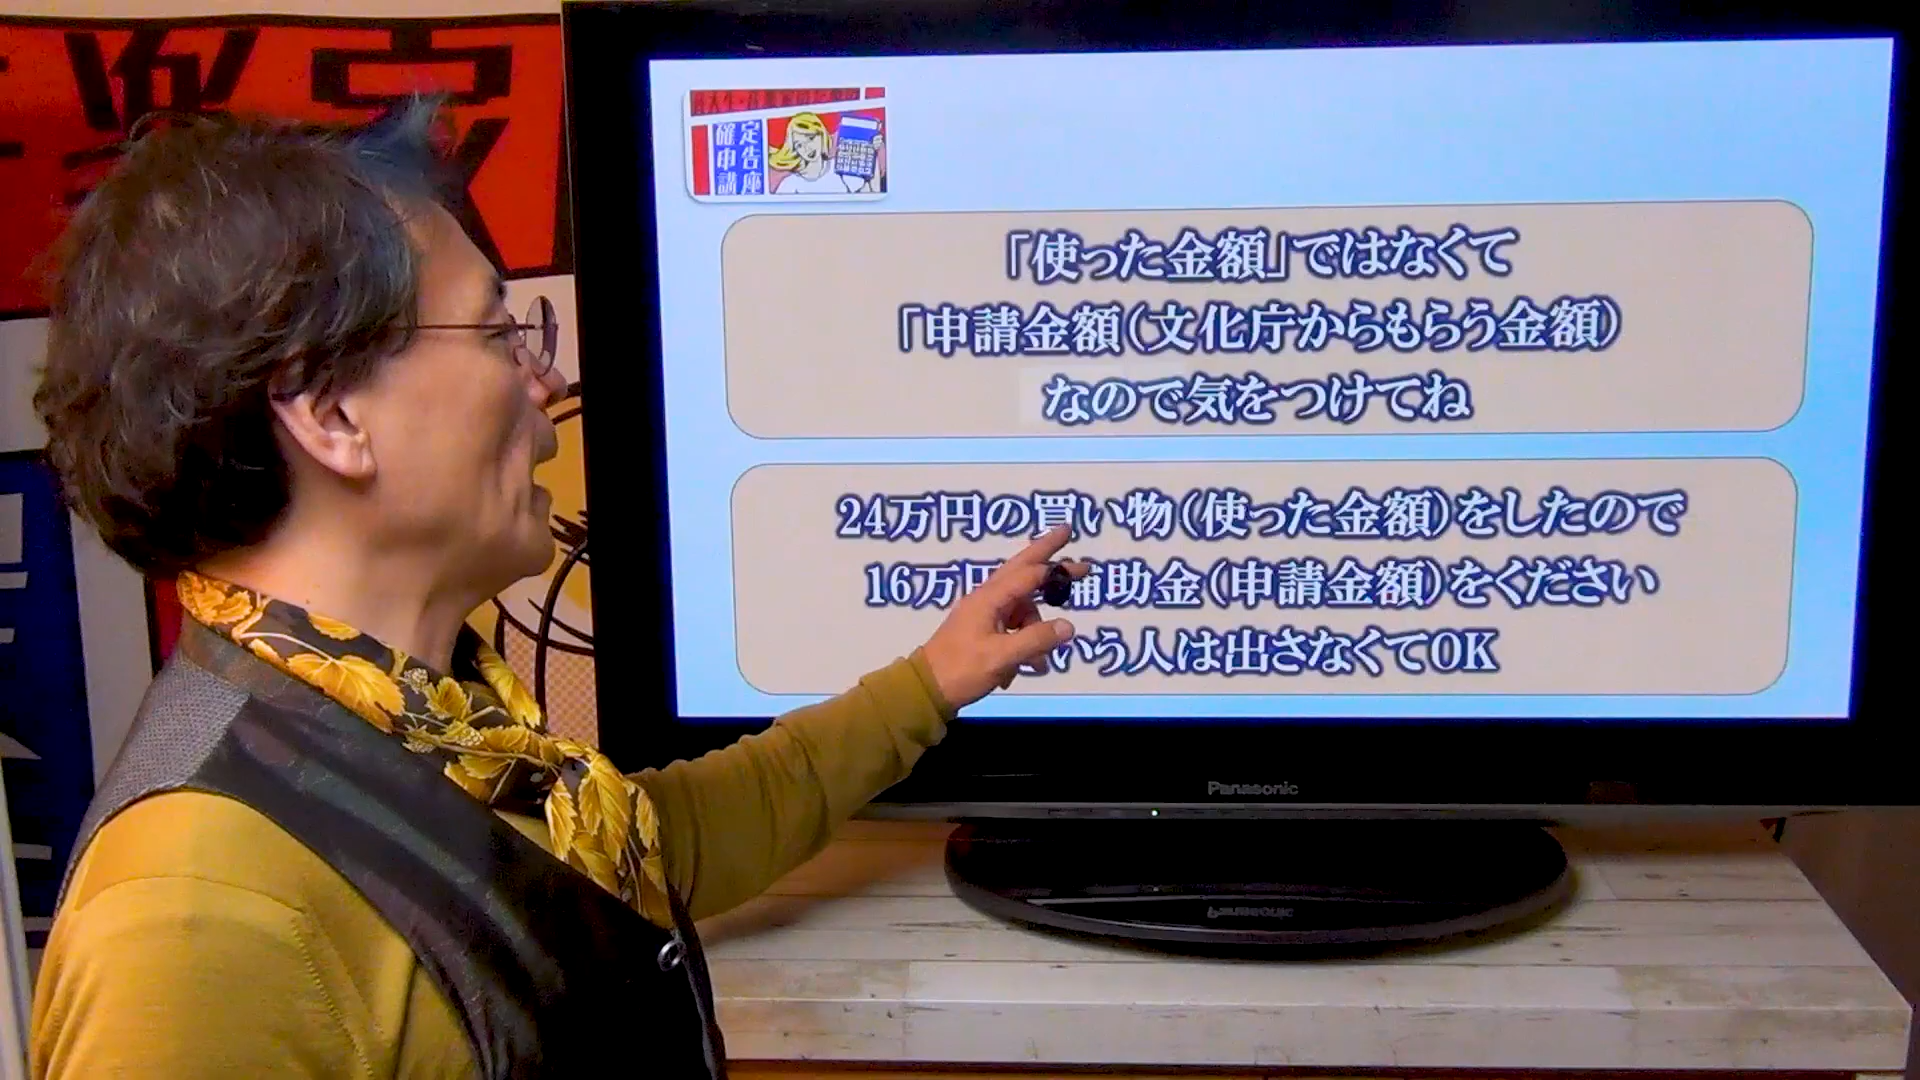 確定
申告
講座
「使った金額」ではなくて
「申請金額（文化庁からもらう金額）
なので気をつけてね
24万円の買い物（使った金額）をしたので
16万円 補助金（申請金額）をください
いう人は出さなくてOK
Panasonic